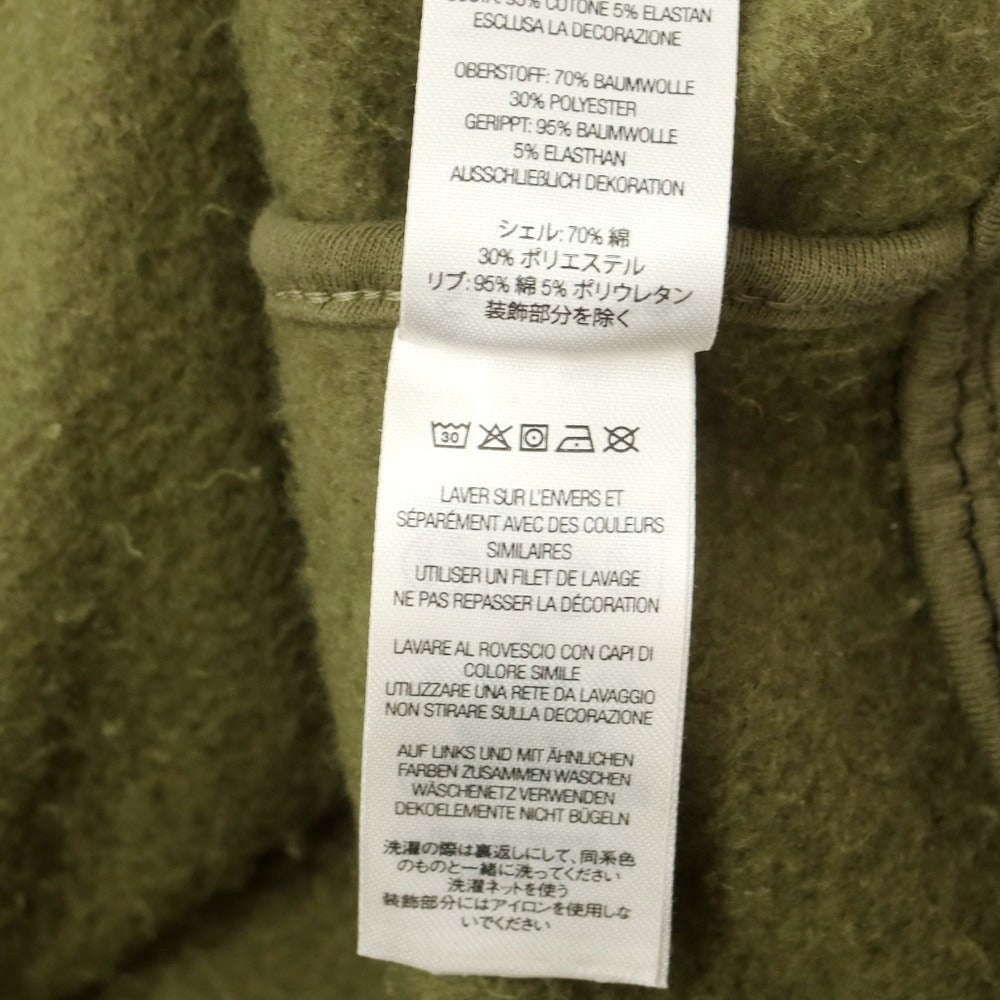 95% COTONE 5% ELASTAN
ESCLUSA LA DECORAZIONE
OBERSTOFF: 70% BAUMWOLLE
30% POLYESTER
GERIPPT: 95% BAUMWOLLE
5% ELASTHAN
AUSSCHLIEßLICH DEKORATION
シェル: 70% 綿
30% ポリエステル
リブ: 95% 綿 5% ポリウレタン
装飾部分を除く
30
LAVER SUR L'ENVERS ET
SÉPARÉMENT AVEC DES COULEURS
SIMILAIRES
UTILISER UN FILET DE LAVAGE
NE PAS REPASSER LA DÉCORATION
LAVARE AL ROVESCIO CON CAPI DI
COLORE SIMILE
UTILIZZARE UNA RETE DA LAVAGGIO
NON STIRARE SULLA DECORAZIONE
AUF LINKS UND MIT ÄHNLICHEN
FARBEN ZUSAMMEN WASCHEN
WÄSCHENETZ VERWENDEN
DEKOELEMENTE NICHT BÜGELN
洗濯の際は裏返しにして、同系色
のものと一緒に洗ってください
洗濯ネットを使う
装飾部分にはアイロンを使用しな
いでください